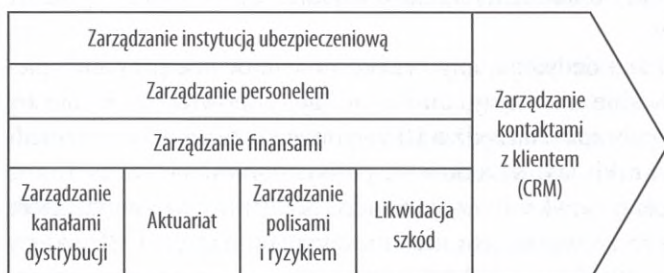 Zarządzanie instytucją ubezpieczeniową
Zarządzanie personelem
Zarządzanie finansami
Zarządzanie
kanałami
dystrybucji
Aktuariat
Zarządzanie
polisami
i ryzykiem
Likwidacja
szkód
Zarządzanie
kontaktami
z klientem
(CRM)